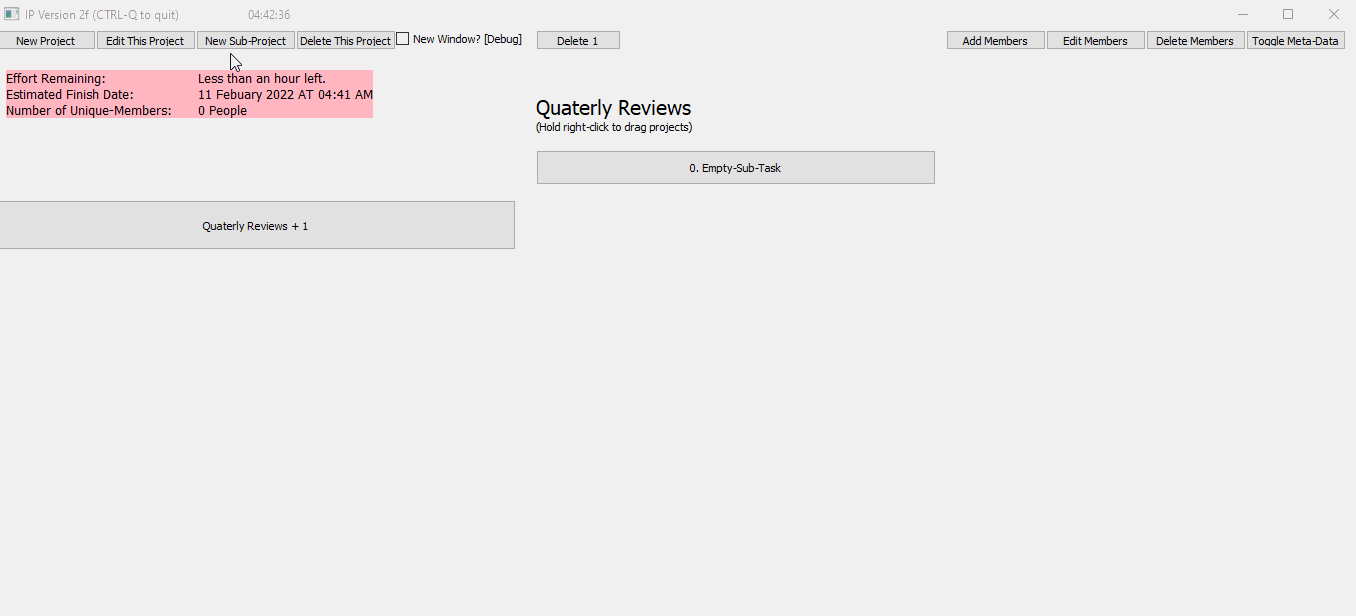 IP Version 2f (CTRL-Q to quit) 04:42:36
New Project Edit This Project New Sub-Project Delete This Project New Window? [Debug] Delete 1 Add Members Edit Members Delete Members Toggle Meta-Data
Effort Remaining: Less than an hour left.
Estimated Finish Date: 11 Febuary 2022 AT 04:41 AM
Number of Unique-Members: 0 People
Quaterly Reviews
(Hold right-click to drag projects)
0. Empty-Sub-Task
Quaterly Reviews + 1